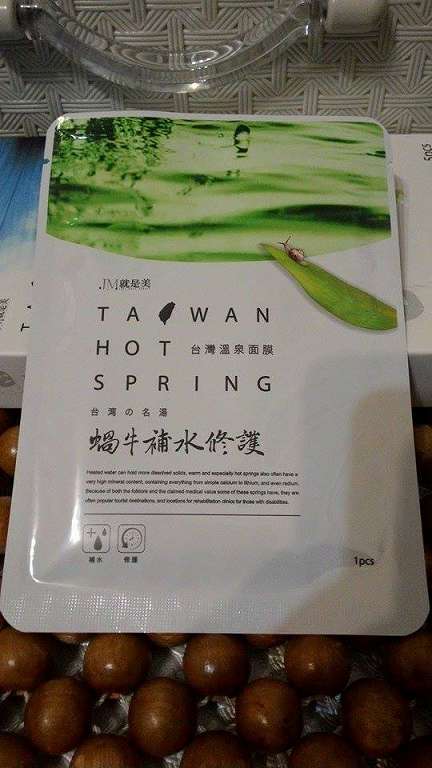 .JM就是美
TAIWAN
HOT 台灣溫泉面膜
SPRING
台灣の名湯
蝸牛補水修護
Heated water can hold more dissolved solids, warm and especially hot springs also often have a
very high mineral content, containing everything from simple calcium to lithium, and even radium.
Because of both the folklore and the claimed medical value some of these springs have, they are
often popular tourist destinations, and locations for rehabilitation clinics for those with disabilities.
補水 修護
1pcs
5pcs